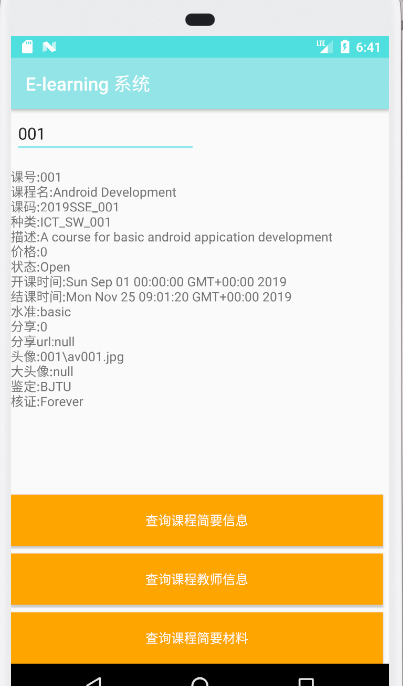 LTE 6:41
E-learning 系统
001
课号:001
课程名:Android Development
课码:2019SSE_001
种类:ICT_SW_001
描述:A course for basic android appication development
价格:0
状态:Open
开课时间:Sun Sep 01 00:00:00 GMT+00:00 2019
结课时间:Mon Nov 25 09:01:20 GMT+00:00 2019
水准:basic
分享:0
分享url:null
头像:001\av001.jpg
大头像:null
鉴定:BJTU
核证:Forever
查询课程简要信息
查询课程教师信息
查询课程简要材料